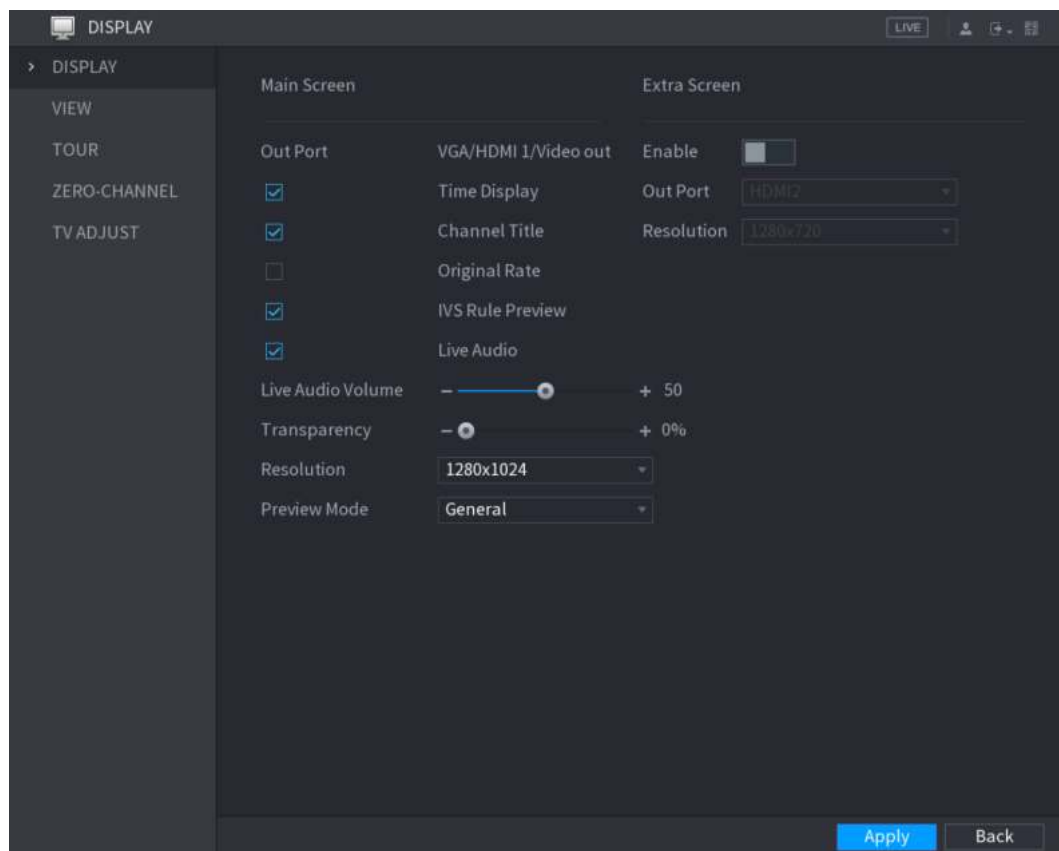 DISPLAY
LIVE
DISPLAY
VIEW
TOUR
ZERO-CHANNEL
TV ADJUST
Main Screen
Out Port VGA/HDMI 1/Video out
Time Display
Channel Title
Original Rate
IVS Rule Preview
Live Audio
Live Audio Volume − + 50
Transparency − + 0%
Resolution 1280x1024
Preview Mode General
Extra Screen
Enable
Out Port HDMI2
Resolution 1280x720
Apply Back